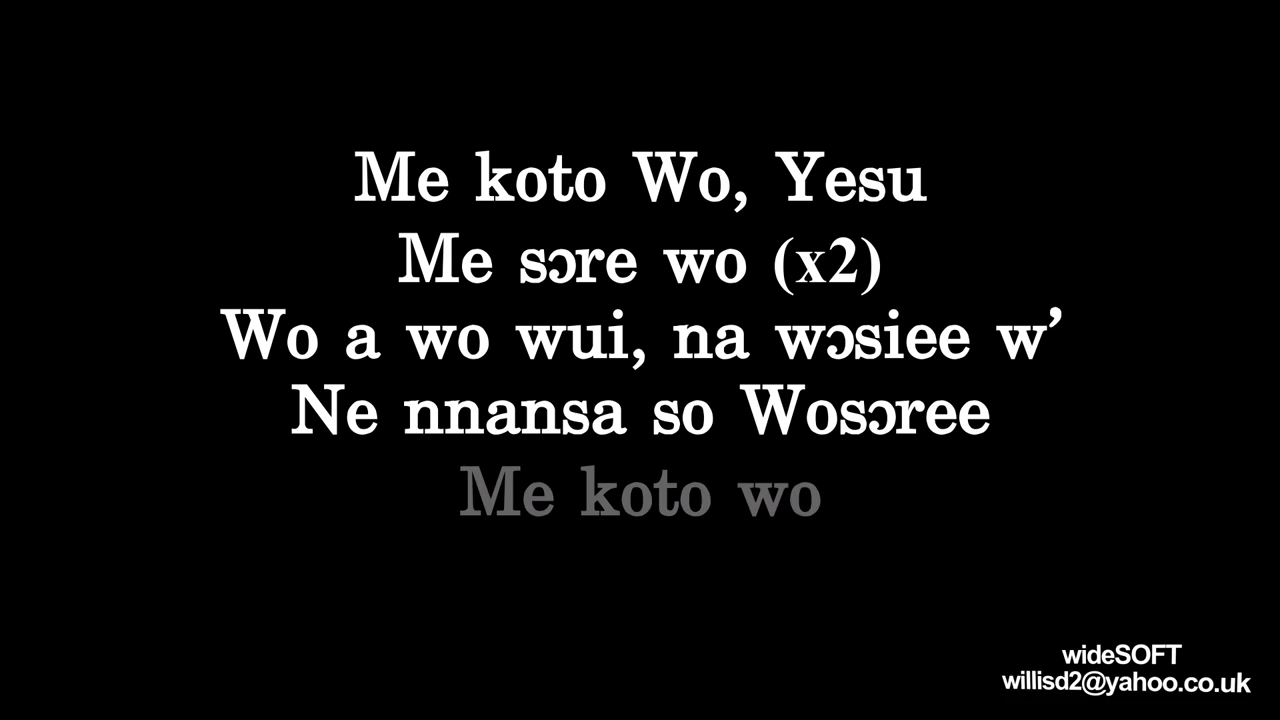 Me koto Wo, Yesu
Me sɔre wo (x2)
Wo a wo wui, na wɔsiee w’
Ne nnansa so Wosɔree
Me koto wo
wideSOFT
willisd2@yahoo.co.uk